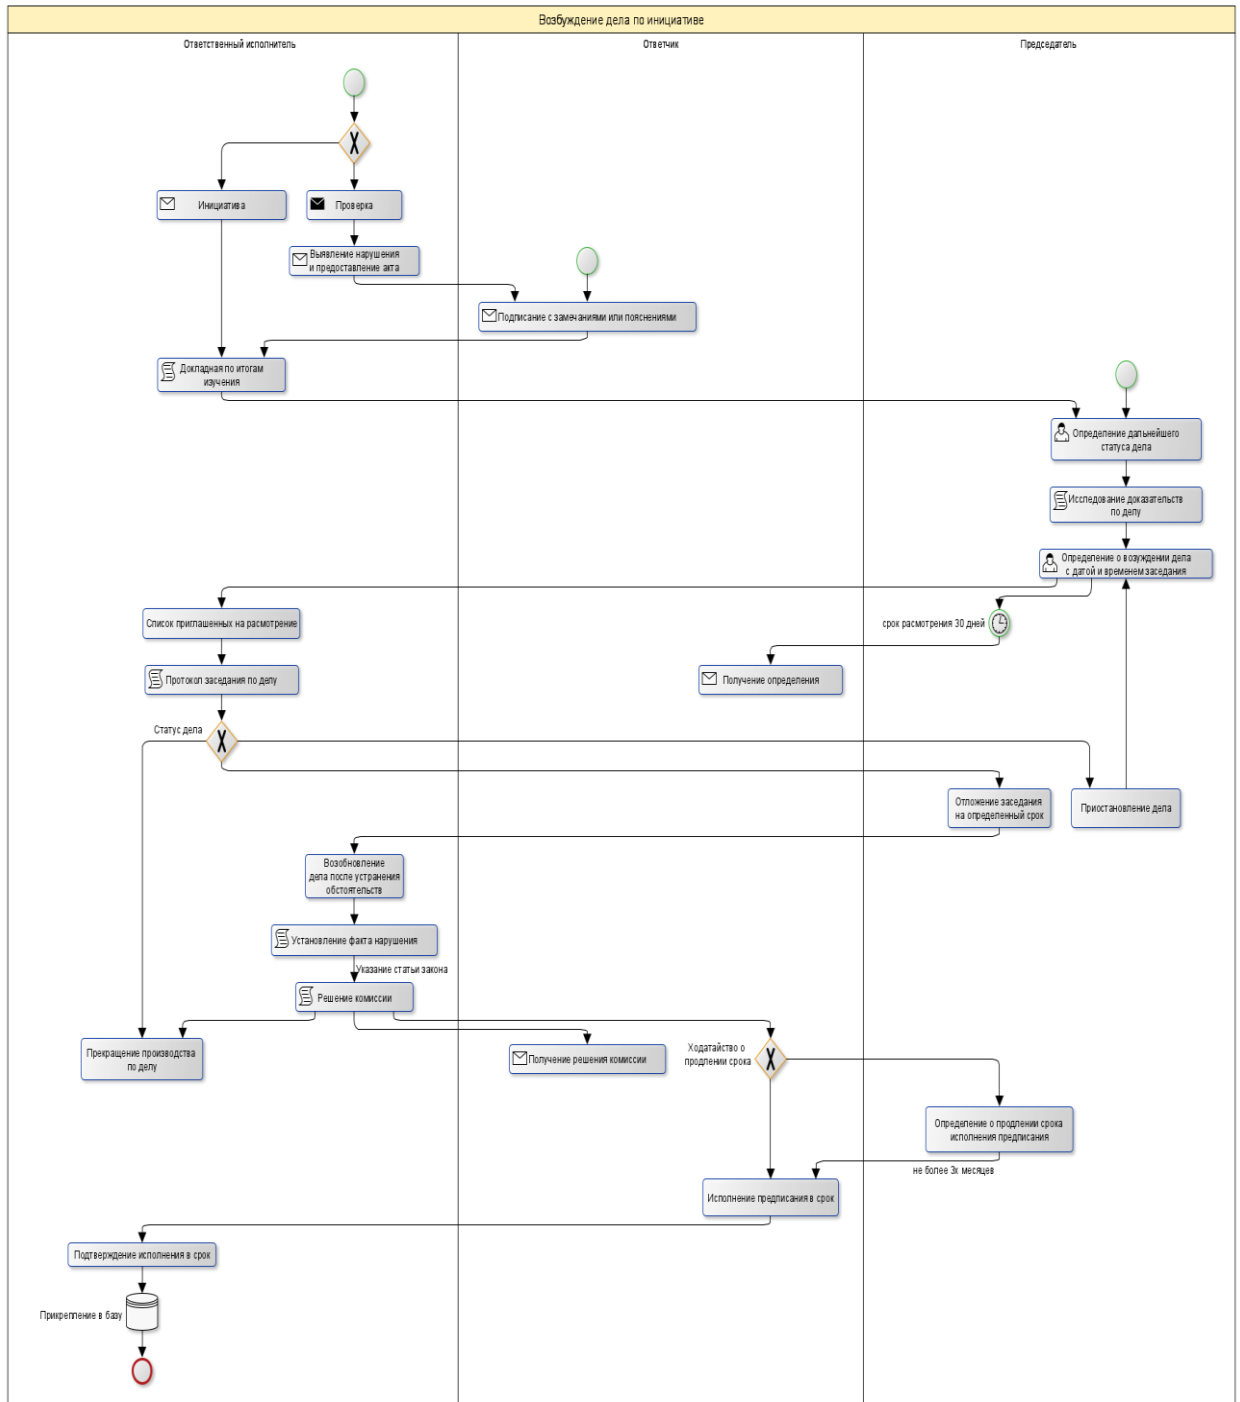 Возбуждение дела по инициативе
Ответственный исполнитель
Ответчик
Председатель
Инициатива
Проверка
Выявление нарушения
и предоставление акта
Подписание с замечаниями или пояснениями
Докладная по итогам
изучения
Определение дальнейшего
статуса дела
Исследование доказательств
по делу
Определение о возуждении дела
с датой и временем заседания
Список приглашенных на расмотрение
срок расмотрения 30 дней
Протокол заседания по делу
Получение определения
Статус дела
Отложение заседания
на определенный срок
Приостановление дела
Возобновление
дела после устранения
обстоятельств
Установление факта нарушения
Указание статьи закона
Решение комиссии
Прекращение производства
по делу
Получение решения комиссии
Ходатайство о
продлении срока
Определение о продлении срока
исполнения предписания
не более 3х месяцев
Исполнение предписания в срок
Подтверждение исполнения в срок
Прикрепление в базу